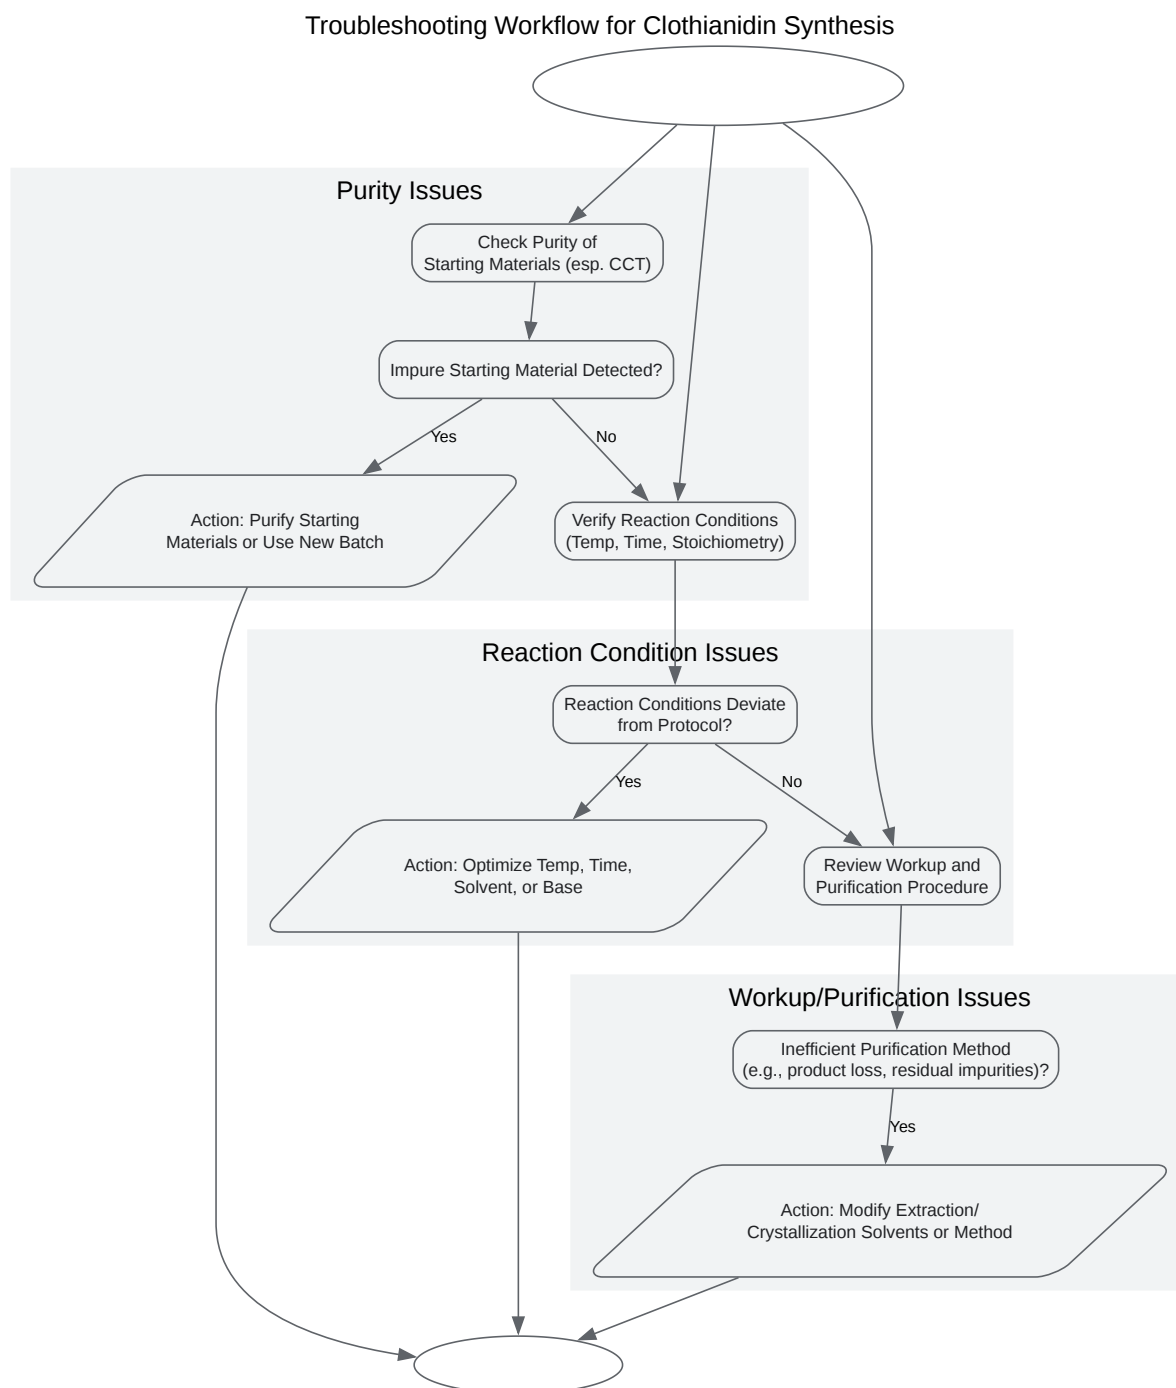 Troubleshooting Workflow for Clothianidin Synthesis
Purity Issues
Check Purity of
Starting Materials (esp. CCT)
Impure Starting Material Detected?
Yes
No
Action: Purify Starting
Materials or Use New Batch
Verify Reaction Conditions
(Temp, Time, Stoichiometry)
Reaction Condition Issues
Reaction Conditions Deviate
from Protocol?
Yes
No
Action: Optimize Temp, Time,
Solvent, or Base
Review Workup and
Purification Procedure
Workup/Purification Issues
Inefficient Purification Method
(e.g., product loss, residual impurities)?
Yes
Action: Modify Extraction/
Crystallization Solvents or Method